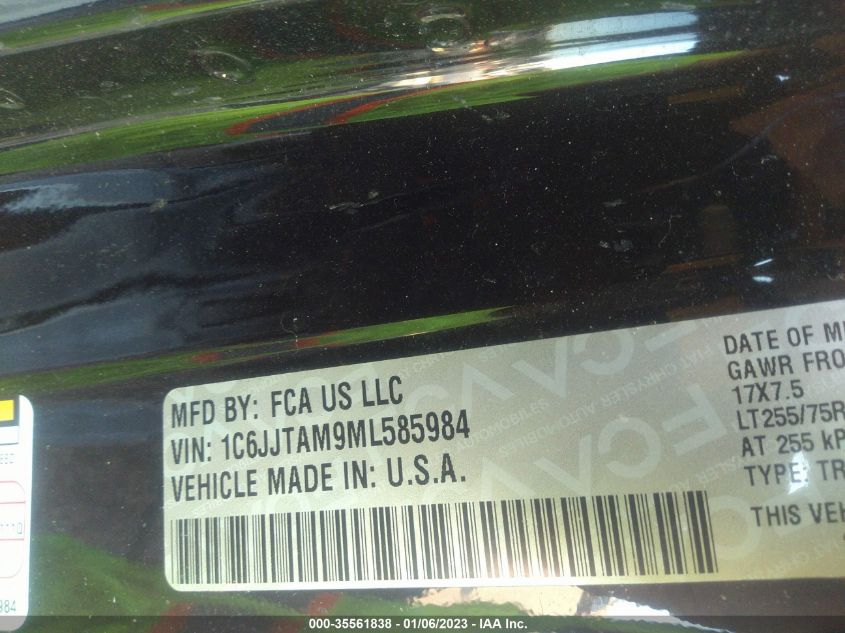 MFD BY: FCA US LLC
VIN: 1C6JJTAM9ML585984
VEHICLE MADE IN: U.S.A.
DATE OF M
GAWR FRO
17X7.5
LT255/75R
AT 255 kP
TYPE: TR
THIS VEH
984
000-35561838 - 01/06/2023 - IAA Inc.